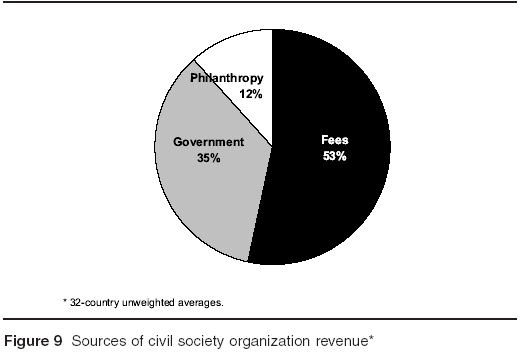 Philanthropy
12%
Government
35%
Fees
53%
* 32-country unweighted averages.
Figure 9 Sources of civil society organization revenue*